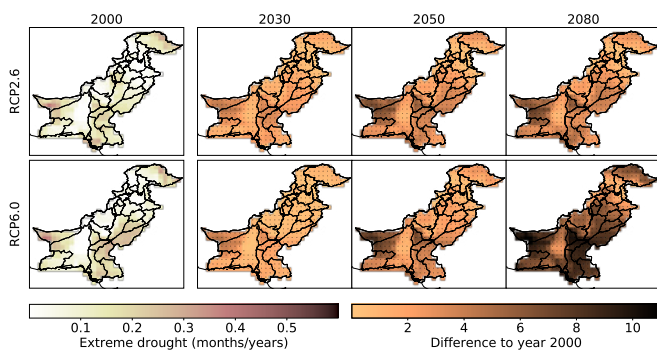 2000 2030 2050 2080
RCP2.6
RCP6.0
0.1 0.2 0.3 0.4 0.5 2 4 6 8 10
Extreme drought (months/years) Difference to year 2000